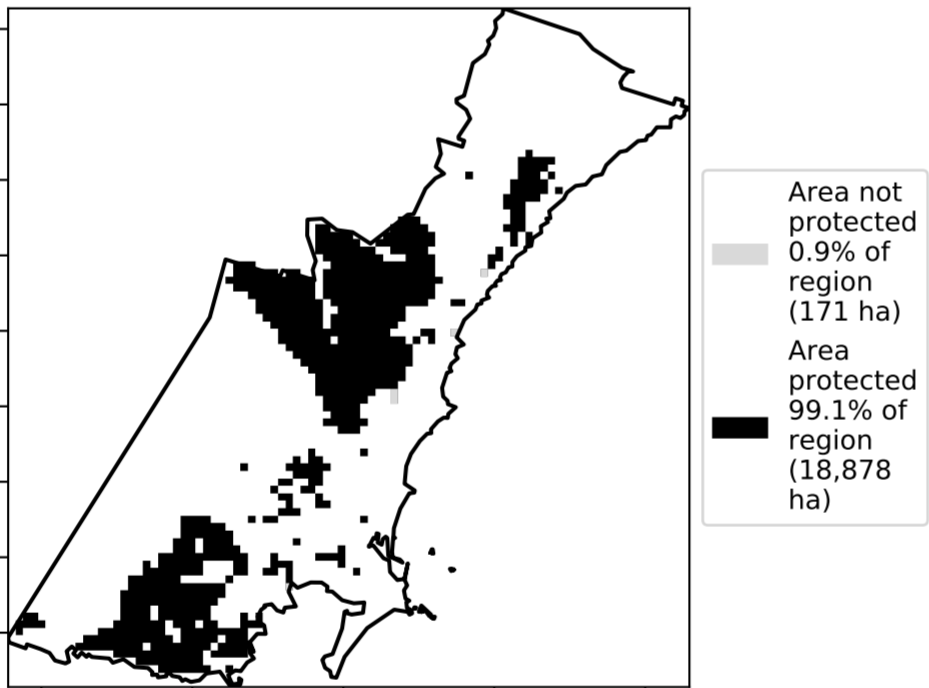 Area not
protected
0.9% of
region
(171 ha)
Area
protected
99.1% of
region
(18,878
ha)